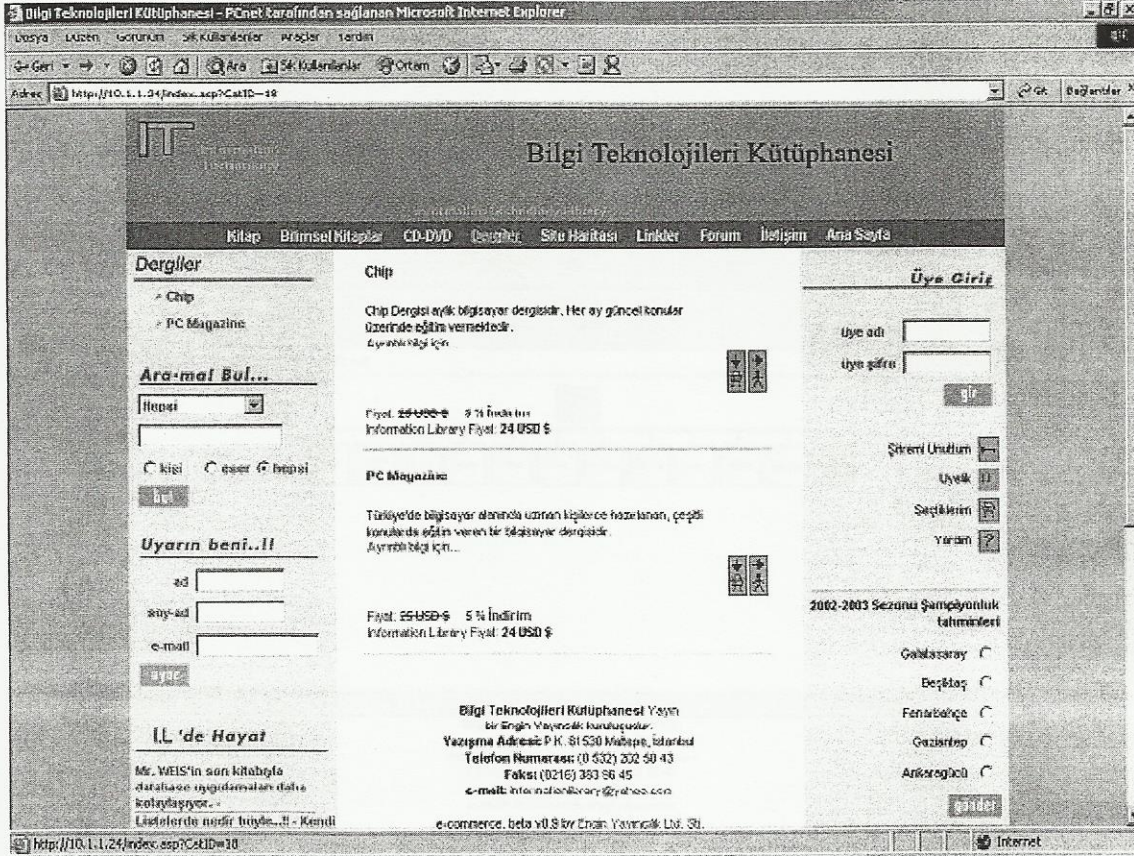 Bilgi Teknolojileri Kütüphanesi - PCnet tarafından sağlanan Microsoft Internet Explorer
Dosya Düzen Görünüm Sık Kullanılanlar Araçlar Yardım
Geri Ara Sık Kullanılanlar Ortam
Adres http://10.1.1.24/index.asp?CatID=18 Git Bağlantılar
IT
Information
Technology
Bilgi Teknolojileri Kütüphanesi
Kitap Bilimsel Kitaplar CD-DVD Dergiler Site Haritası Linkler Forum İletişim Ana Sayfa
Dergiler
Chip
PC Magazine
Ara-ma! Bul...
Hepsi
kişi eser hepsi
bul
Uyarın beni..!!
ad
soy-ad
e-mail
uyar
I.L 'de Hayat
Mr. WEIS'in son kitabıyla
database uygulamaları daha
kolaylaşıyor. -
Listelerde nedir böyle...!! - Kendi
Chip
Chip Dergisi aylık bilgisayar dergisidir. Her ay güncel konular
üzerinde eğitim vermektedir.
Ayrıntılı bilgi için
Fiyat: 25 USD $ 5 % İndirim
Information Library Fiyat: 24 USD $
PC Magazine
Türkiye'de bilgisayar alanında uzman kişilerce hazırlanan, çeşitli
konularda eğitim veren bir bilgisayar dergisidir.
Ayrıntılı bilgi için...
Fiyat: 25 USD $ 5 % İndirim
Information Library Fiyat: 24 USD $
Bilgi Teknolojileri Kütüphanesi Yayın
bir Engin Yayıncılık kuruluşudur.
Yazışma Adresi: P.K. 81530 Maltepe, İstanbul
Telefon Numarası: (0 532) 202 50 43
Faks: (0216) 383 96 45
e-mail: informationlibrary@yahoo.com
e-commerce, beta v0.9 by Engin Yayıncılık Ltd. Şti.
Üye Giriş
üye adı
üye şifre
gir
Şifremi Unuttum
Üyelik
Seçtiklerim
Yardım
2002-2003 Sezonu Şampiyonluk
tahminleri
Galatasaray
Beşiktaş
Fenerbahçe
Gaziantep
Ankaragücü
gönder
http://10.1.1.24/index.asp?CatID=18 Internet